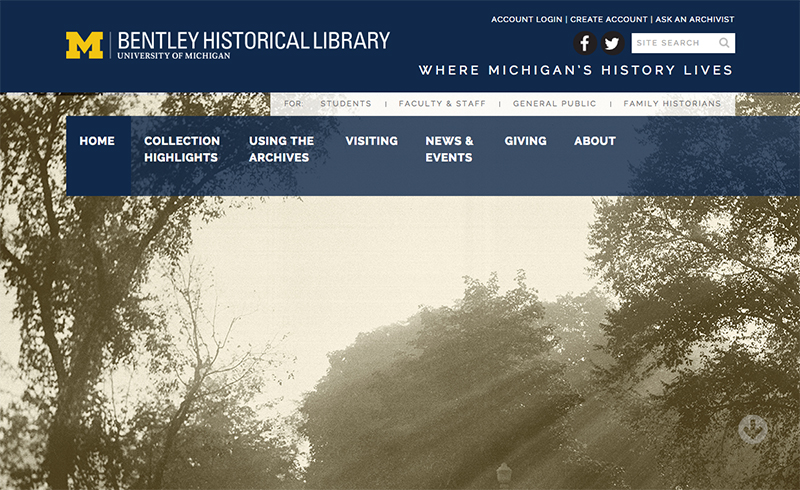 ACCOUNT LOGIN | CREATE ACCOUNT | ASK AN ARCHIVIST
M | BENTLEY HISTORICAL LIBRARY
UNIVERSITY OF MICHIGAN
SITE SEARCH
WHERE MICHIGAN'S HISTORY LIVES
FOR: STUDENTS | FACULTY & STAFF | GENERAL PUBLIC | FAMILY HISTORIANS
HOME COLLECTION HIGHLIGHTS USING THE ARCHIVES VISITING NEWS & EVENTS GIVING ABOUT